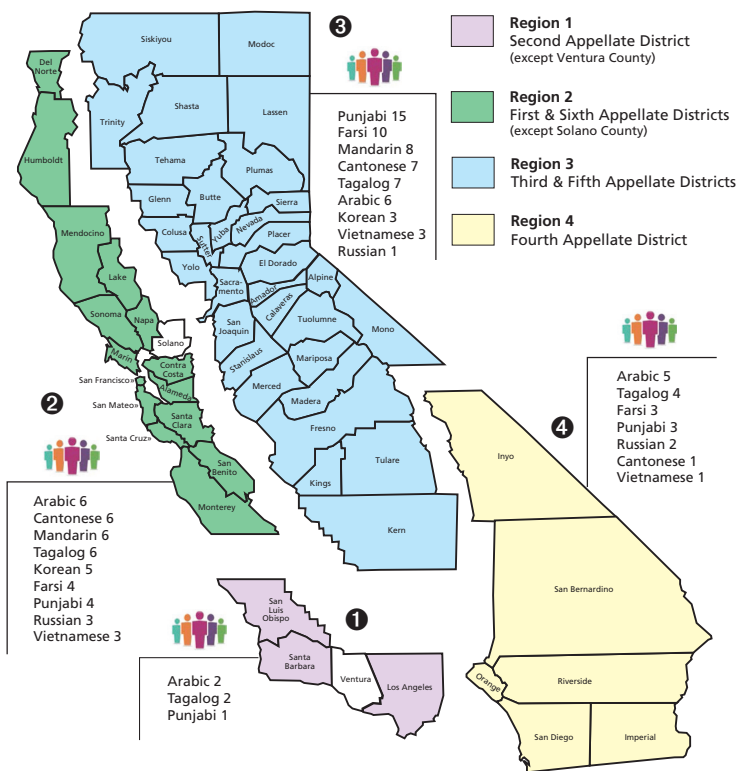 ❸
Siskiyou
Modoc
Del
Norte
Trinity
Shasta
Lassen
Humboldt
Tehama
Plumas
Glenn
Butte
Sierra
Mendocino
Colusa
Sutter
Yuba
Nevada
Placer
Lake
Yolo
El Dorado
Sacra-
mento
Amador
Alpine
Calaveras
Sonoma
Napa
Solano
San
Joaquin
Tuolumne
Mono
Marin
Contra
Costa
Stanislaus
Mariposa
San Francisco»
Alameda
Merced
Madera
San Mateo»
Santa
Clara
Fresno
Santa Cruz»
San
Benito
Tulare
Kings
Monterey
Kern
Punjabi 15
Farsi 10
Mandarin 8
Cantonese 7
Tagalog 7
Arabic 6
Korean 3
Vietnamese 3
Russian 1
Region 1
Second Appellate District
(except Ventura County)
Region 2
First & Sixth Appellate Districts
(except Solano County)
Region 3
Third & Fifth Appellate Districts
Region 4
Fourth Appellate District
❷
Arabic 6
Cantonese 6
Mandarin 6
Tagalog 6
Korean 5
Farsi 4
Punjabi 4
Russian 3
Vietnamese 3
❹
Arabic 5
Tagalog 4
Farsi 3
Punjabi 3
Russian 2
Cantonese 1
Vietnamese 1
Inyo
San Bernardino
Orange
Riverside
San Diego
Imperial
❶
San
Luis
Obispo
Santa
Barbara
Ventura
Los Angeles
Arabic 2
Tagalog 2
Punjabi 1